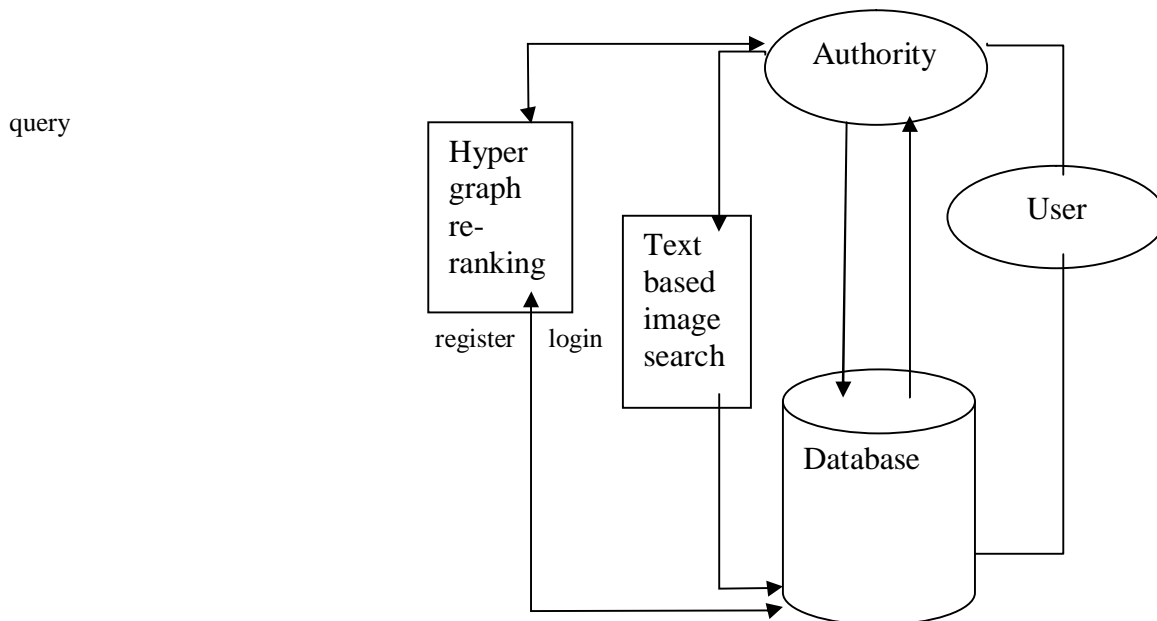 Authority
query
Hyper
graph
re-
ranking
User
Text
based
image
search
register login
Database